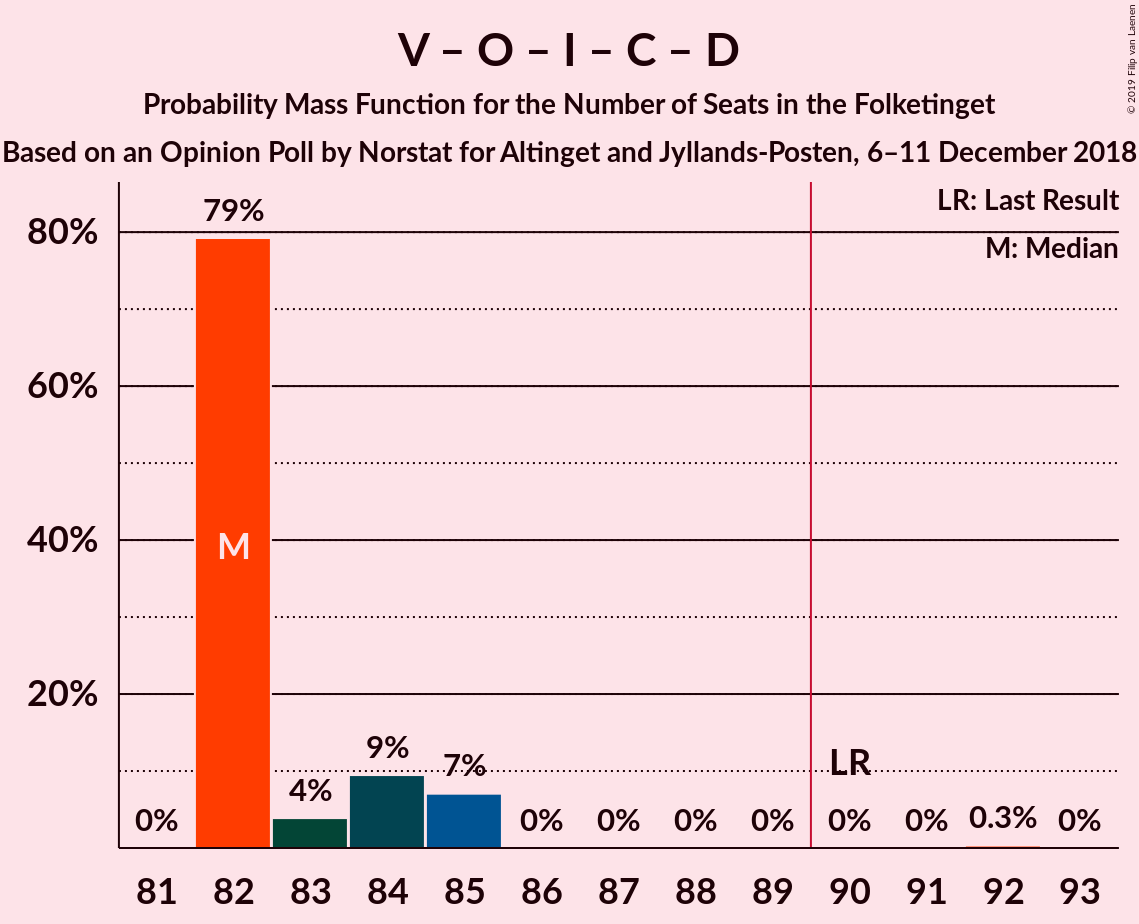 V – O – I – C – D
Probability Mass Function for the Number of Seats in the Folketinget
Based on an Opinion Poll by Norstat for Altinget and Jyllands-Posten, 6–11 December 2018
© 2019 Filip van Laenen
LR: Last Result
M: Median
80%
60%
40%
20%
0% 79% 4% 9% 7% 0% 0% 0% 0% 0% 0% 0.3% 0%
M
LR
81 82 83 84 85 86 87 88 89 90 91 92 93